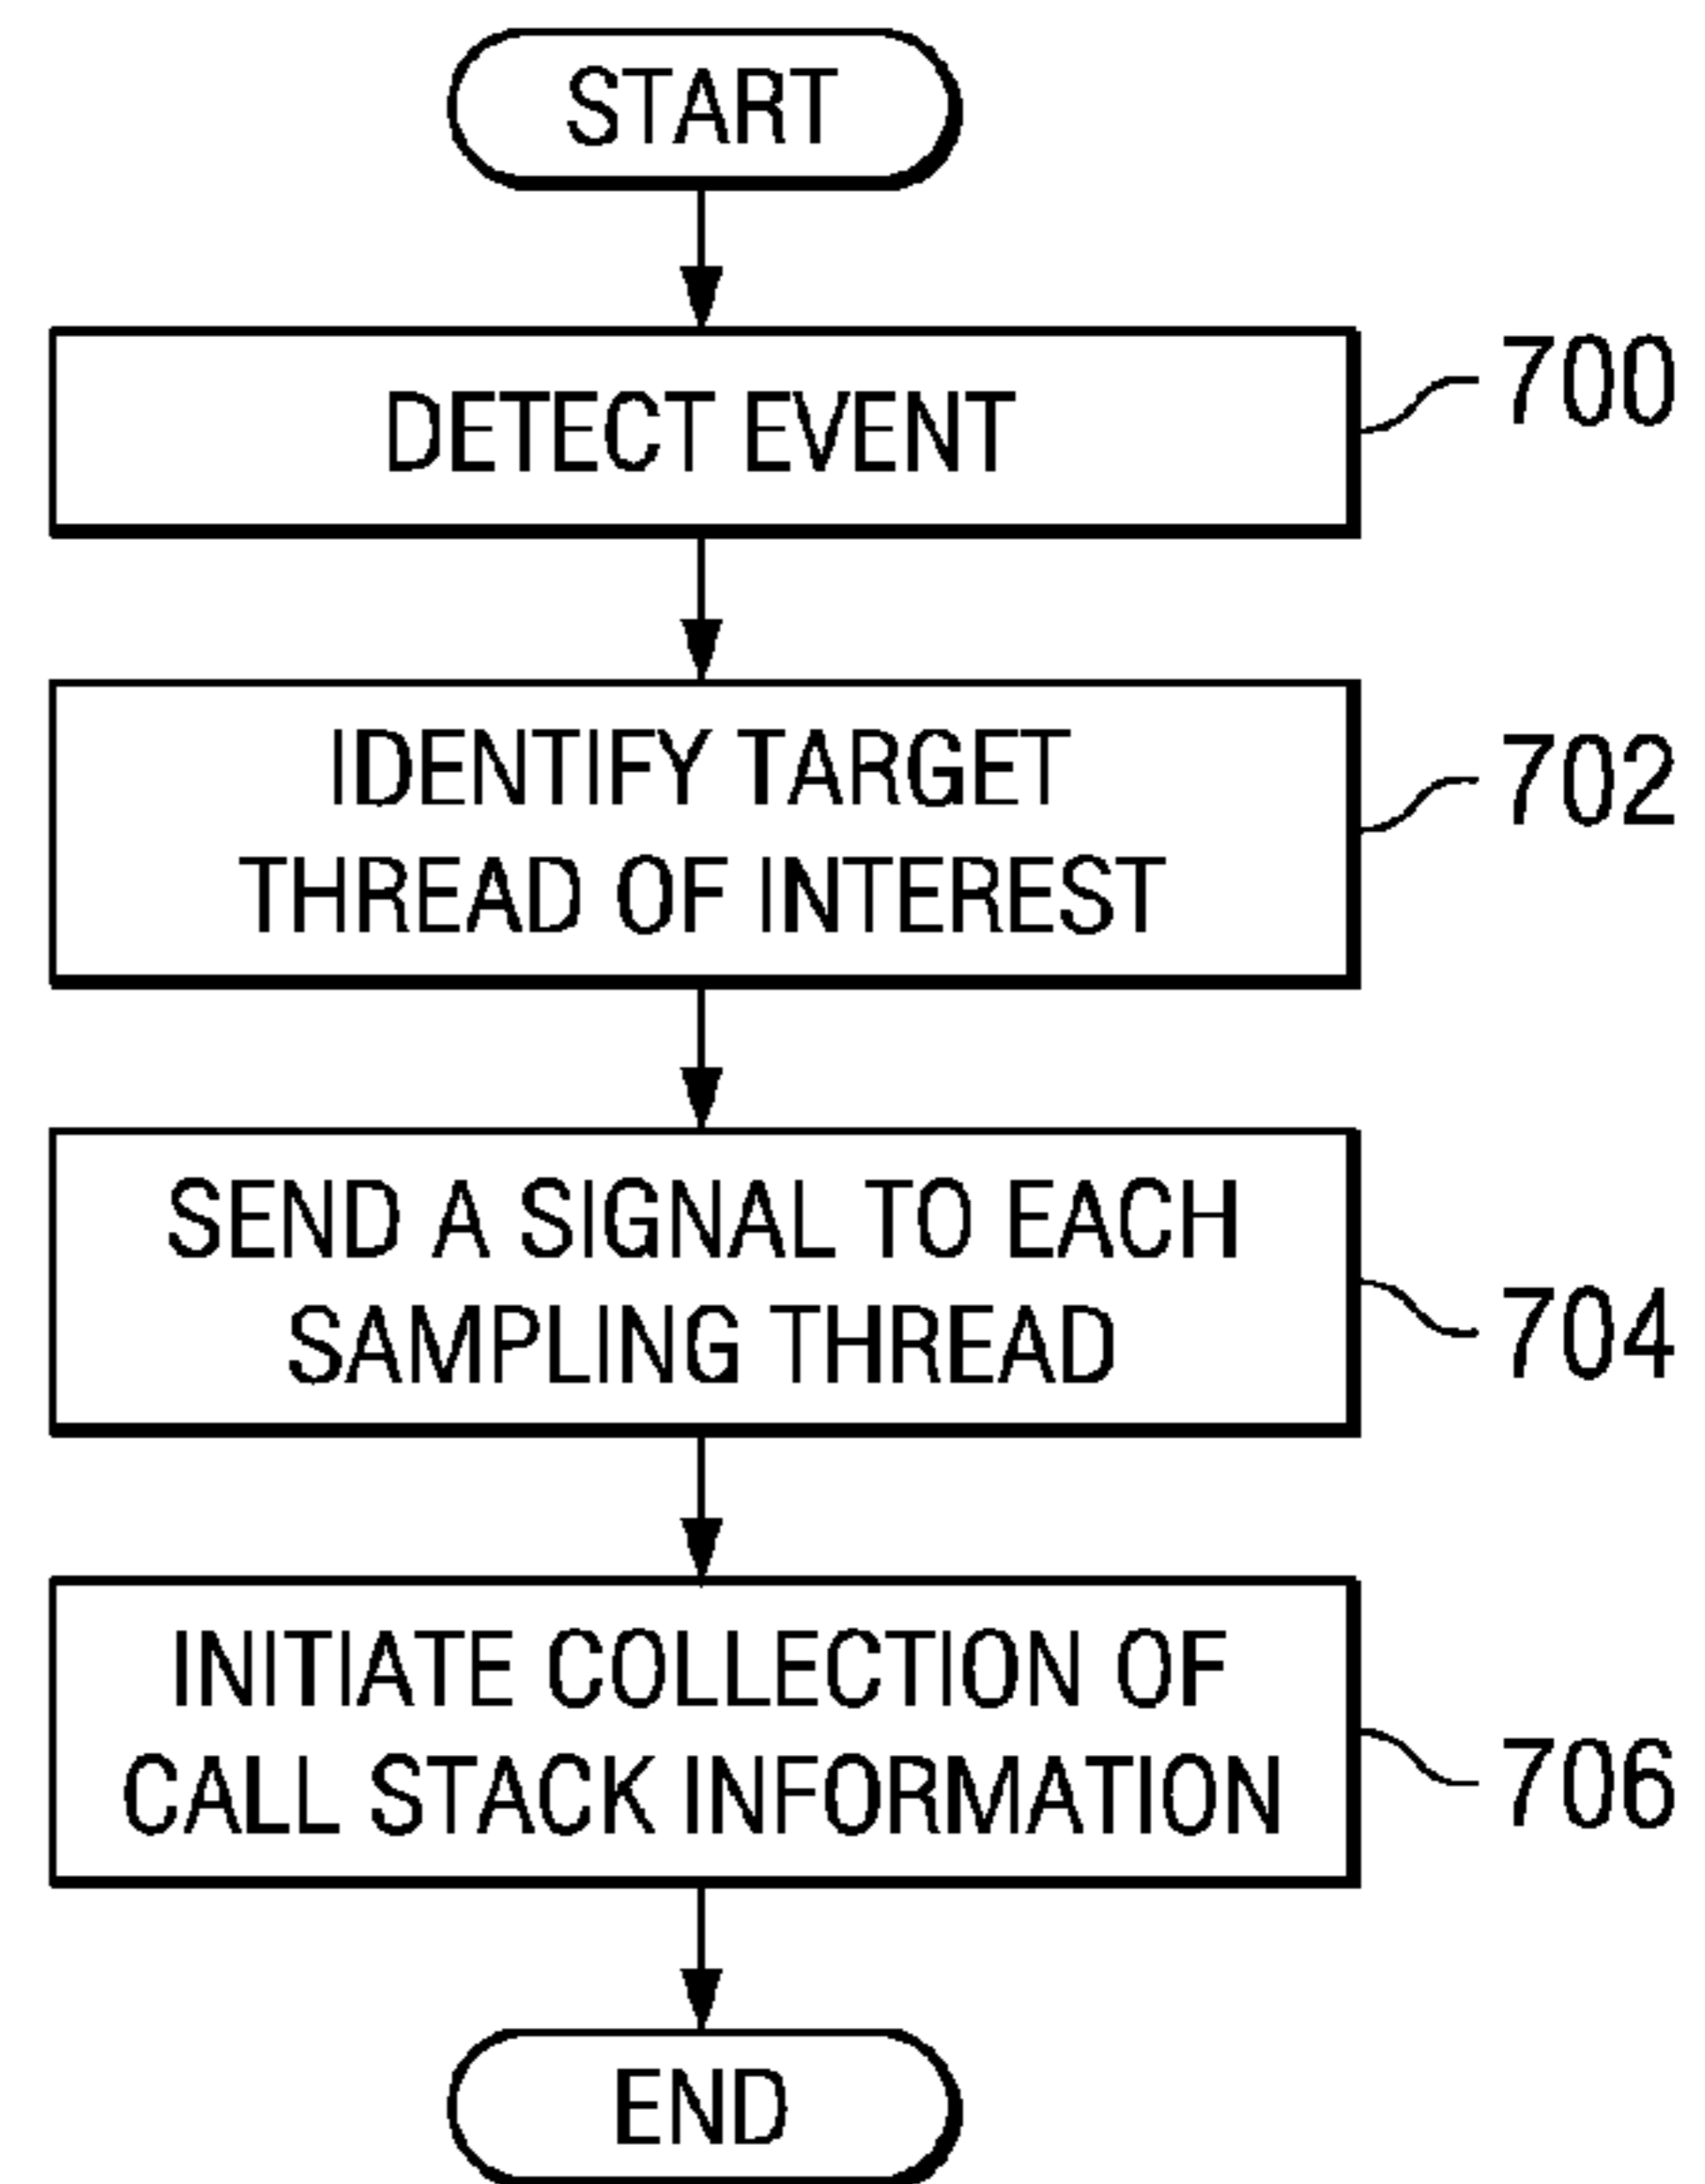 START
DETECT EVENT
700
IDENTIFY TARGET
THREAD OF INTEREST
702
SEND A SIGNAL TO EACH
SAMPLING THREAD
704
INITIATE COLLECTION OF
CALL STACK INFORMATION
706
END